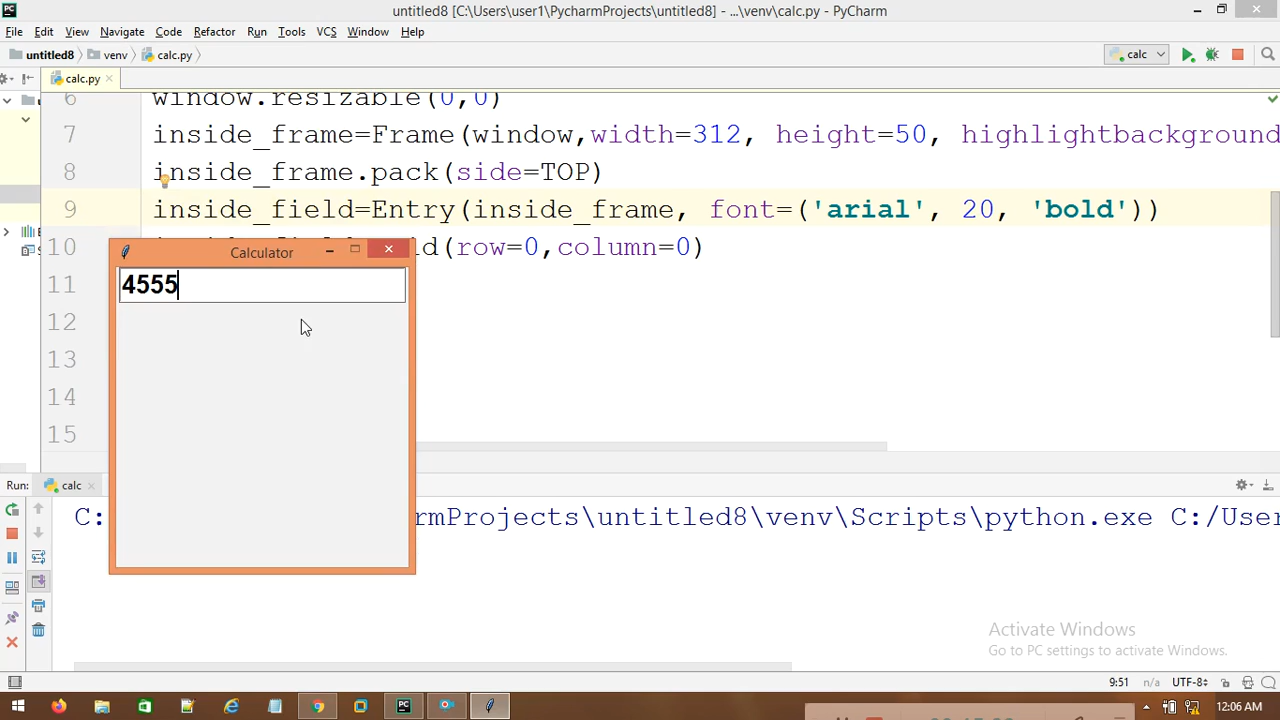 untitled8 [C:\Users\user1\PycharmProjects\untitled8] - ...\venv\calc.py - PyCharm
File Edit View Navigate Code Refactor Run Tools VCS Window Help
untitled8 venv calc.py calc
calc.py
6 window.resizable(0,0)
7 inside_frame=Frame(window,width=312, height=50, highlightbackground
8 inside_frame.pack(side=TOP)
9 inside_field=Entry(inside_frame, font=('arial', 20, 'bold'))
10 (row=0,column=0)
Calculator
11
4555
12
13
14
15
Run: calc
C: rmProjects\untitled8\venv\Scripts\python.exe C:/User
Activate Windows
Go to PC settings to activate Windows.
9:51 n/a UTF-8
12:06 AM